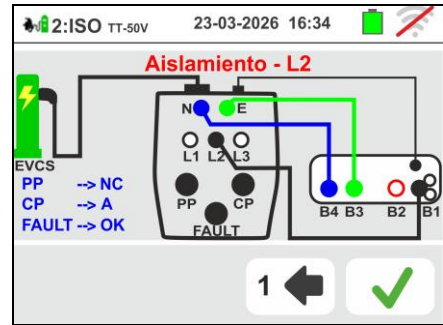 2:ISO TT-50V 23-03-2026 16:34
Aislamiento - L2
N E
L1 L2 L3
EVCS
PP --> NC
CP --> A
FAULT --> OK
PP CP
FAULT
B4 B3 B2 B1
1